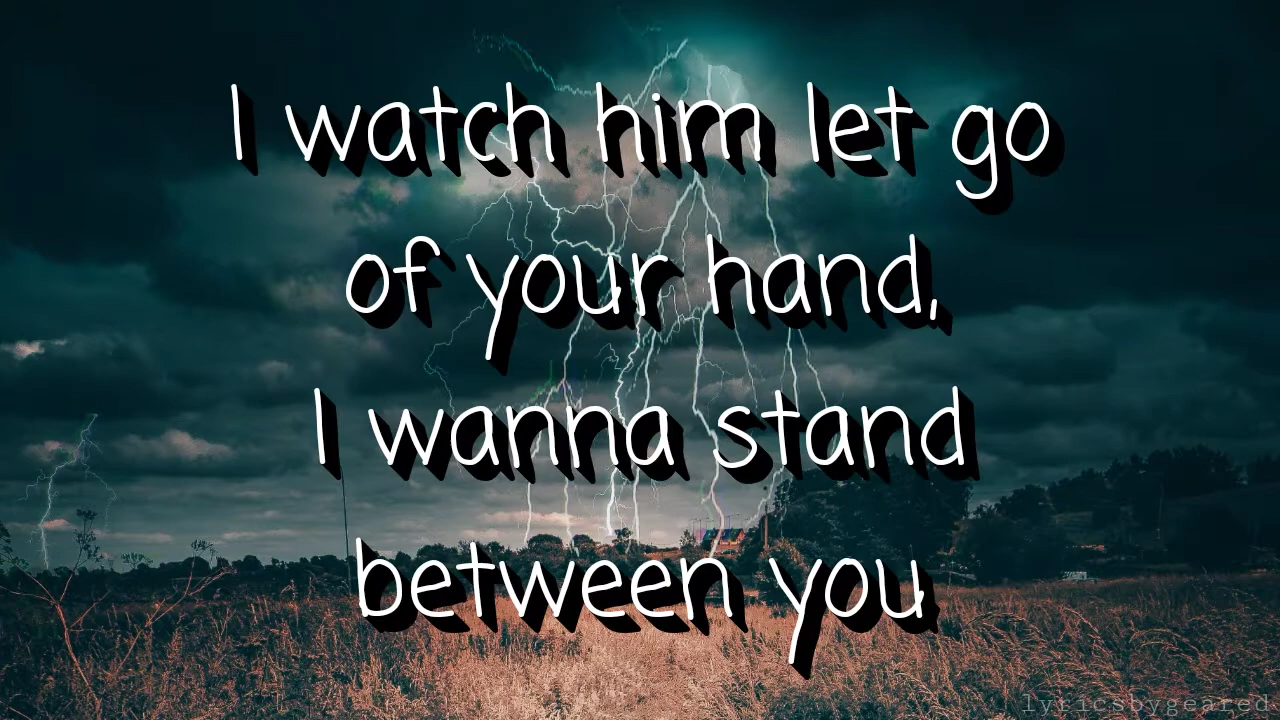 I watch him let go
of your hand,
I wanna stand
between you
lyricsbygeared